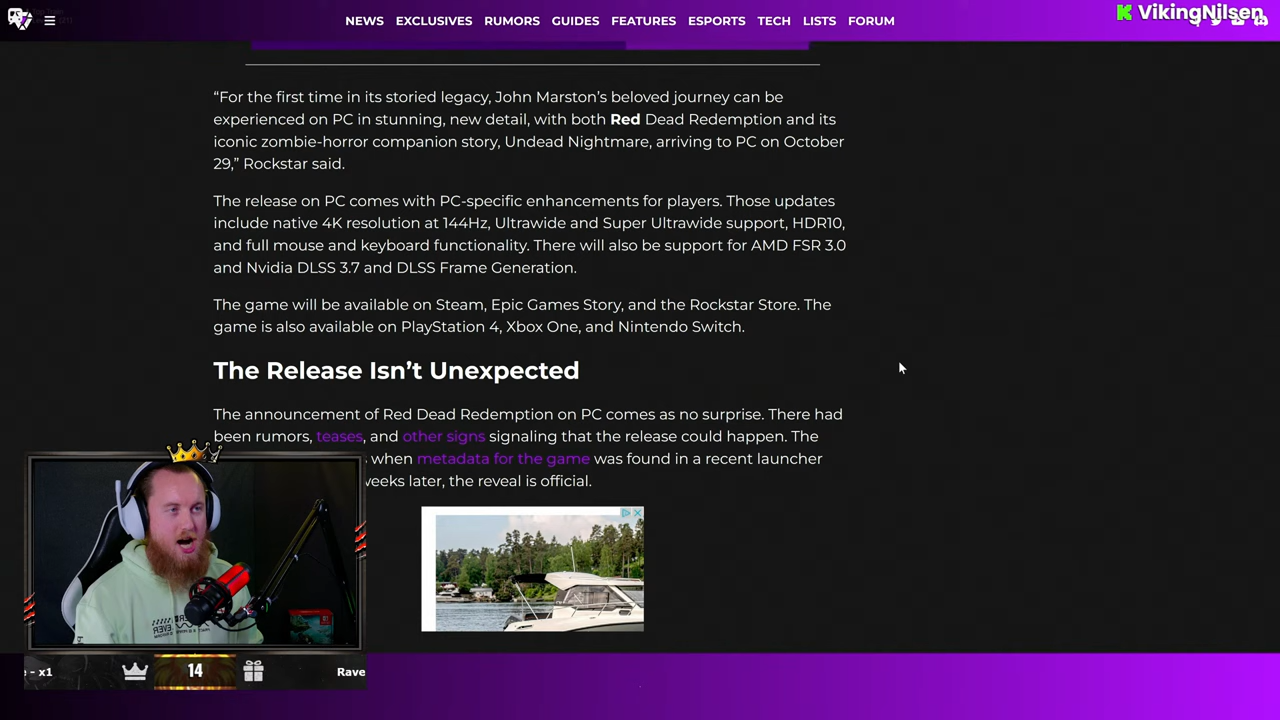 NEWS EXCLUSIVES RUMORS GUIDES FEATURES ESPORTS TECH LISTS FORUM
VikingNilsen
“For the first time in its storied legacy, John Marston’s beloved journey can be
experienced on PC in stunning, new detail, with both Red Dead Redemption and its
iconic zombie-horror companion story, Undead Nightmare, arriving to PC on October
29,” Rockstar said.
The release on PC comes with PC-specific enhancements for players. Those updates
include native 4K resolution at 144Hz, Ultrawide and Super Ultrawide support, HDR10,
and full mouse and keyboard functionality. There will also be support for AMD FSR 3.0
and Nvidia DLSS 3.7 and DLSS Frame Generation.
The game will be available on Steam, Epic Games Story, and the Rockstar Store. The
game is also available on PlayStation 4, Xbox One, and Nintendo Switch.
The Release Isn’t Unexpected
The announcement of Red Dead Redemption on PC comes as no surprise. There had
been rumors, teases, and other signs signaling that the release could happen. The
when metadata for the game was found in a recent launcher
weeks later, the reveal is official.
EVER
- x1
14
Rave